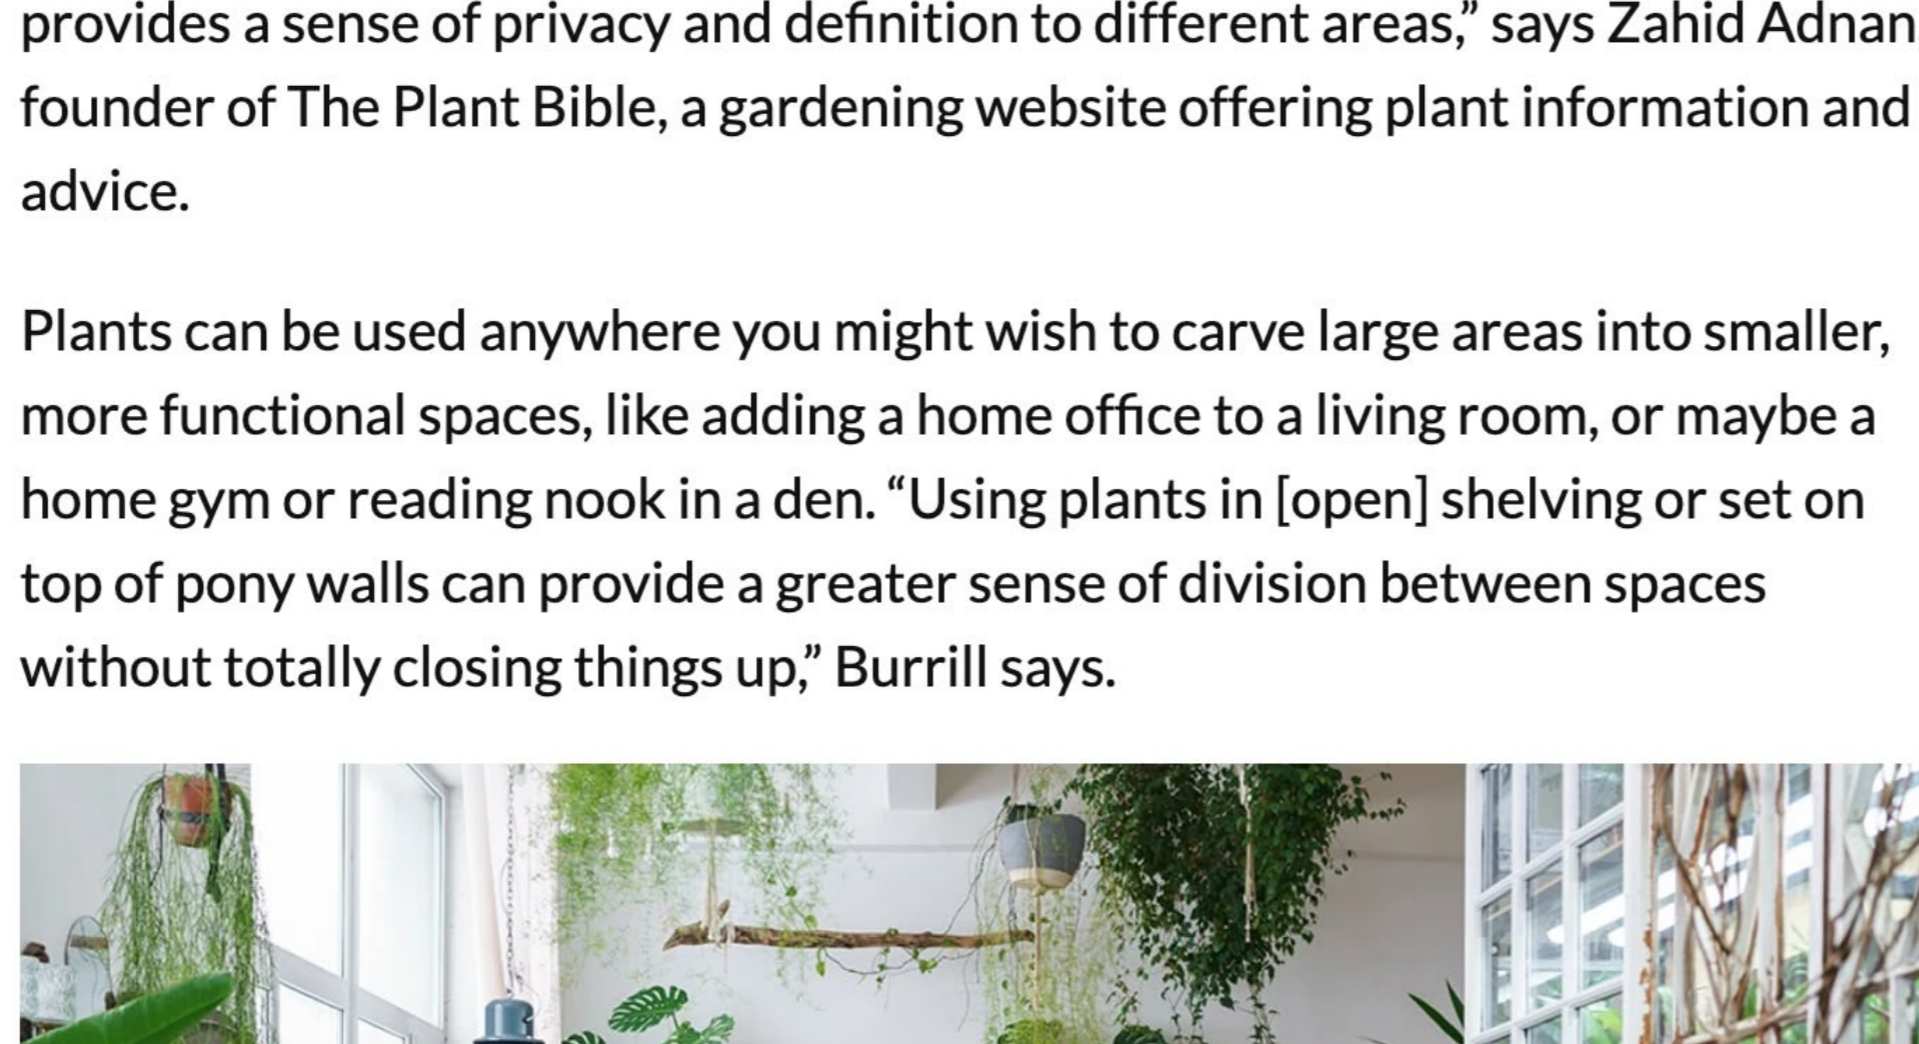 provides a sense of privacy and definition to different areas,” says Zahid Adnan
founder of The Plant Bible, a gardening website offering plant information and
advice.
Plants can be used anywhere you might wish to carve large areas into smaller,
more functional spaces, like adding a home office to a living room, or maybe a
home gym or reading nook in a den. “Using plants in [open] shelving or set on
top of pony walls can provide a greater sense of division between spaces
without totally closing things up,” Burrill says.